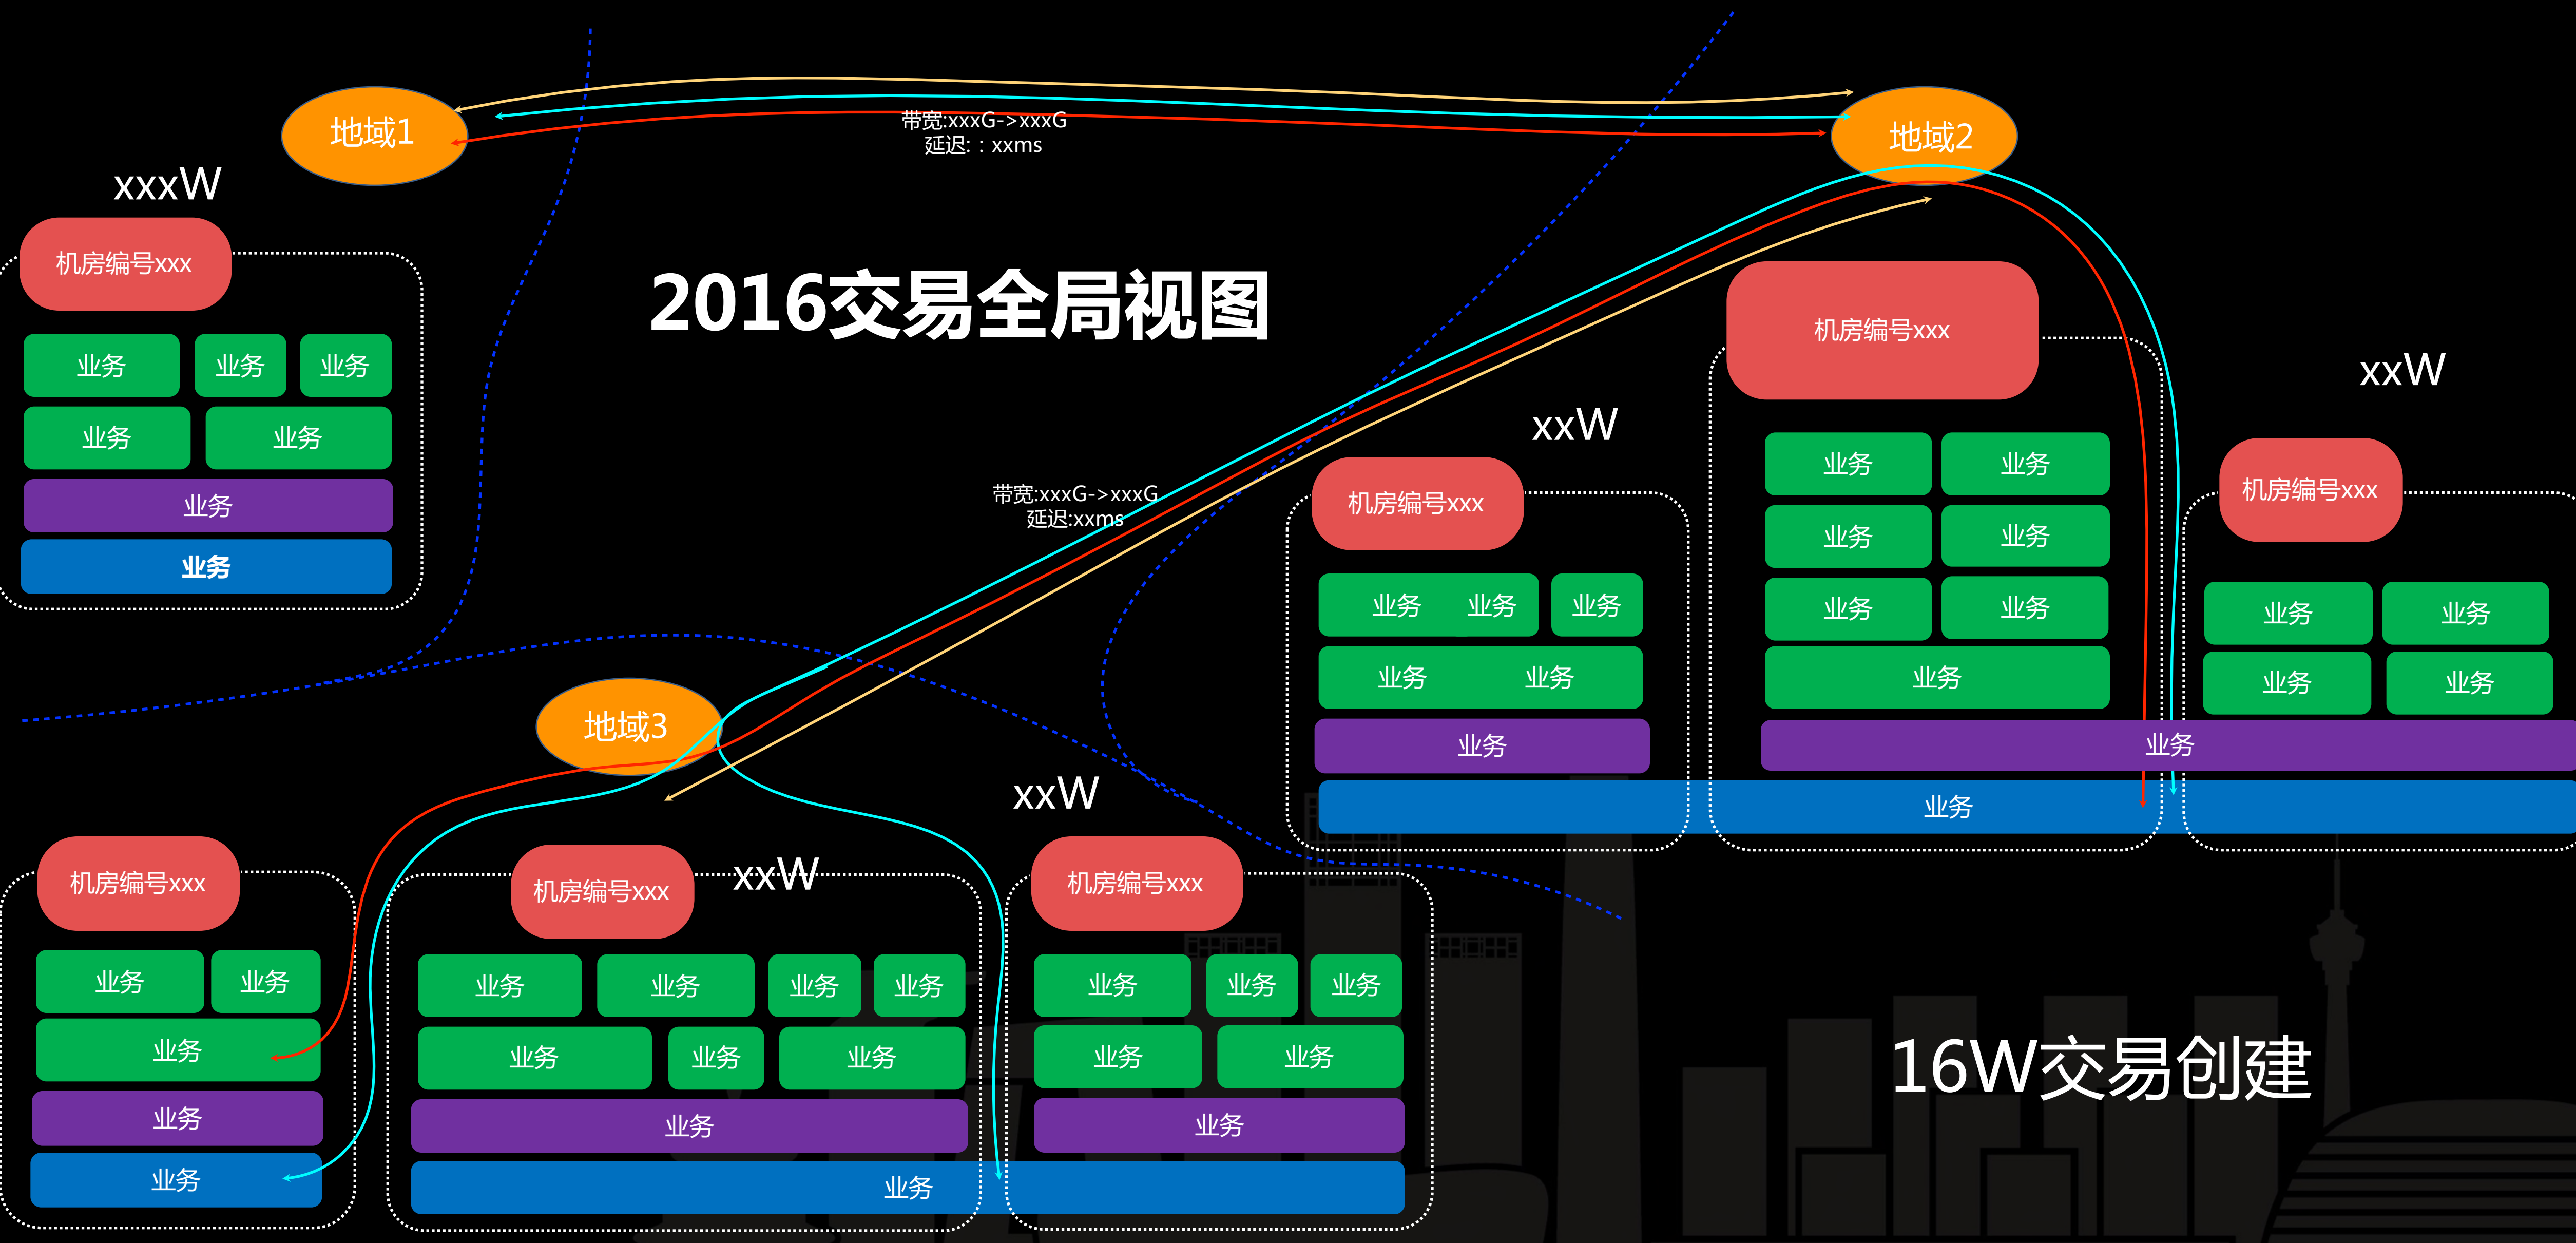 地域1
地域2
带宽:xxxG->xxxG
延迟: : xxms
xxxW
机房编号xxx
业务 业务 业务
业务 业务
业务
业务
2016交易全局视图
带宽:xxxG->xxxG
延迟:xxms
xxW
机房编号xxx
业务 业务 业务
业务 业务
业务
机房编号xxx
业务 业务
业务 业务
业务 业务
业务
xxW
机房编号xxx
业务 业务
业务 业务
业务
业务
地域3
机房编号xxx
业务 业务
业务
业务
业务
机房编号xxx
xxW
业务 业务 业务 业务
业务 业务 业务
业务
xxW
机房编号xxx
业务 业务 业务
业务 业务
业务
业务
16W交易创建